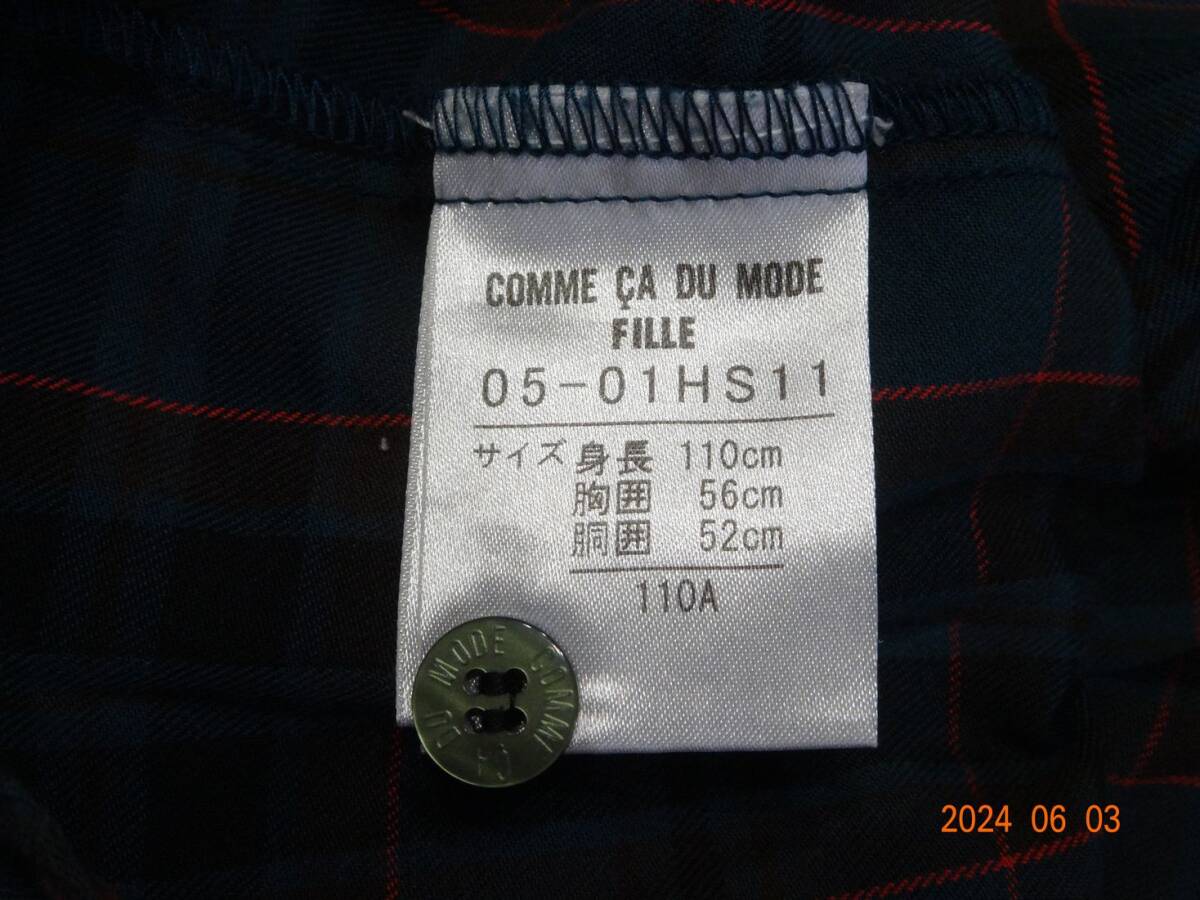 COMME ÇA DU MODE
FILLE
05-01HS11
サイズ 身長 110cm
胸囲 56cm
胴囲 52cm
110A
DU MODE COMME ÇA
2024 06 03